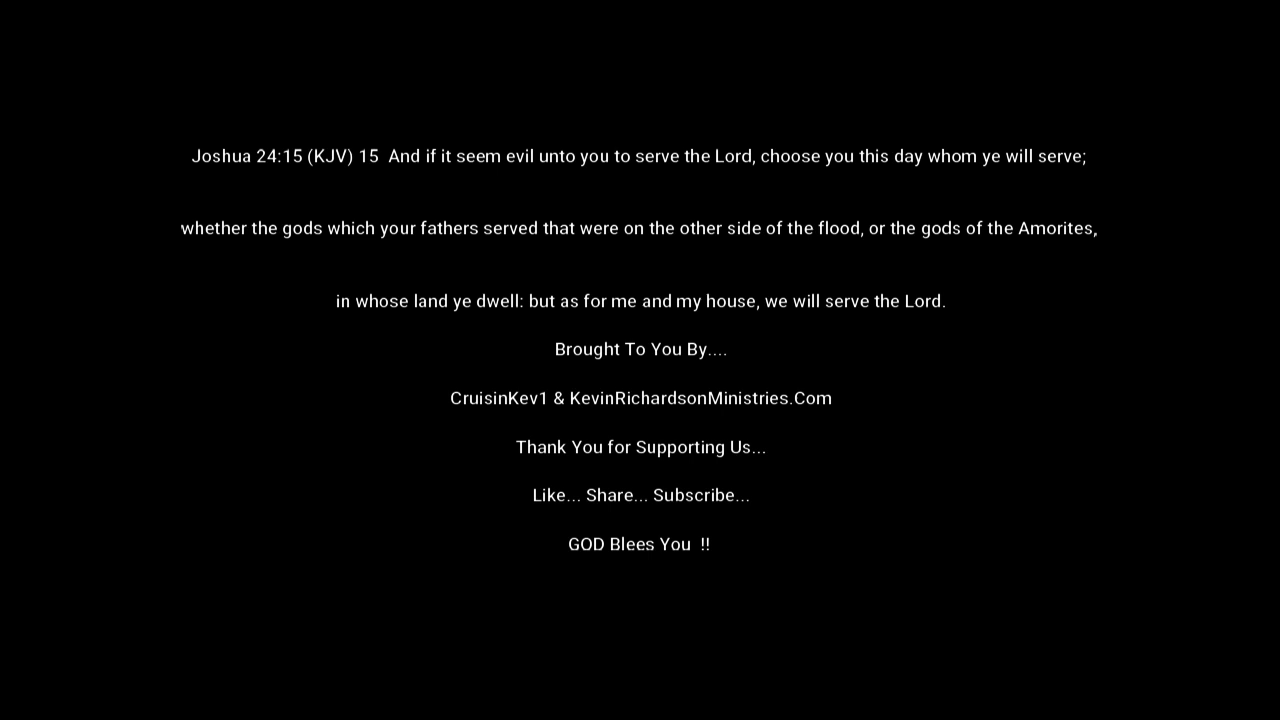 Joshua 24:15 (KJV) 15  And if it seem evil unto you to serve the Lord, choose you this day whom ye will serve;
whether the gods which your fathers served that were on the other side of the flood, or the gods of the Amorites,
in whose land ye dwell: but as for me and my house, we will serve the Lord.
Brought To You By....
CruisinKev1 & KevinRichardsonMinistries.Com
Thank You for Supporting Us...
Like... Share... Subscribe...
GOD Blees You  !!